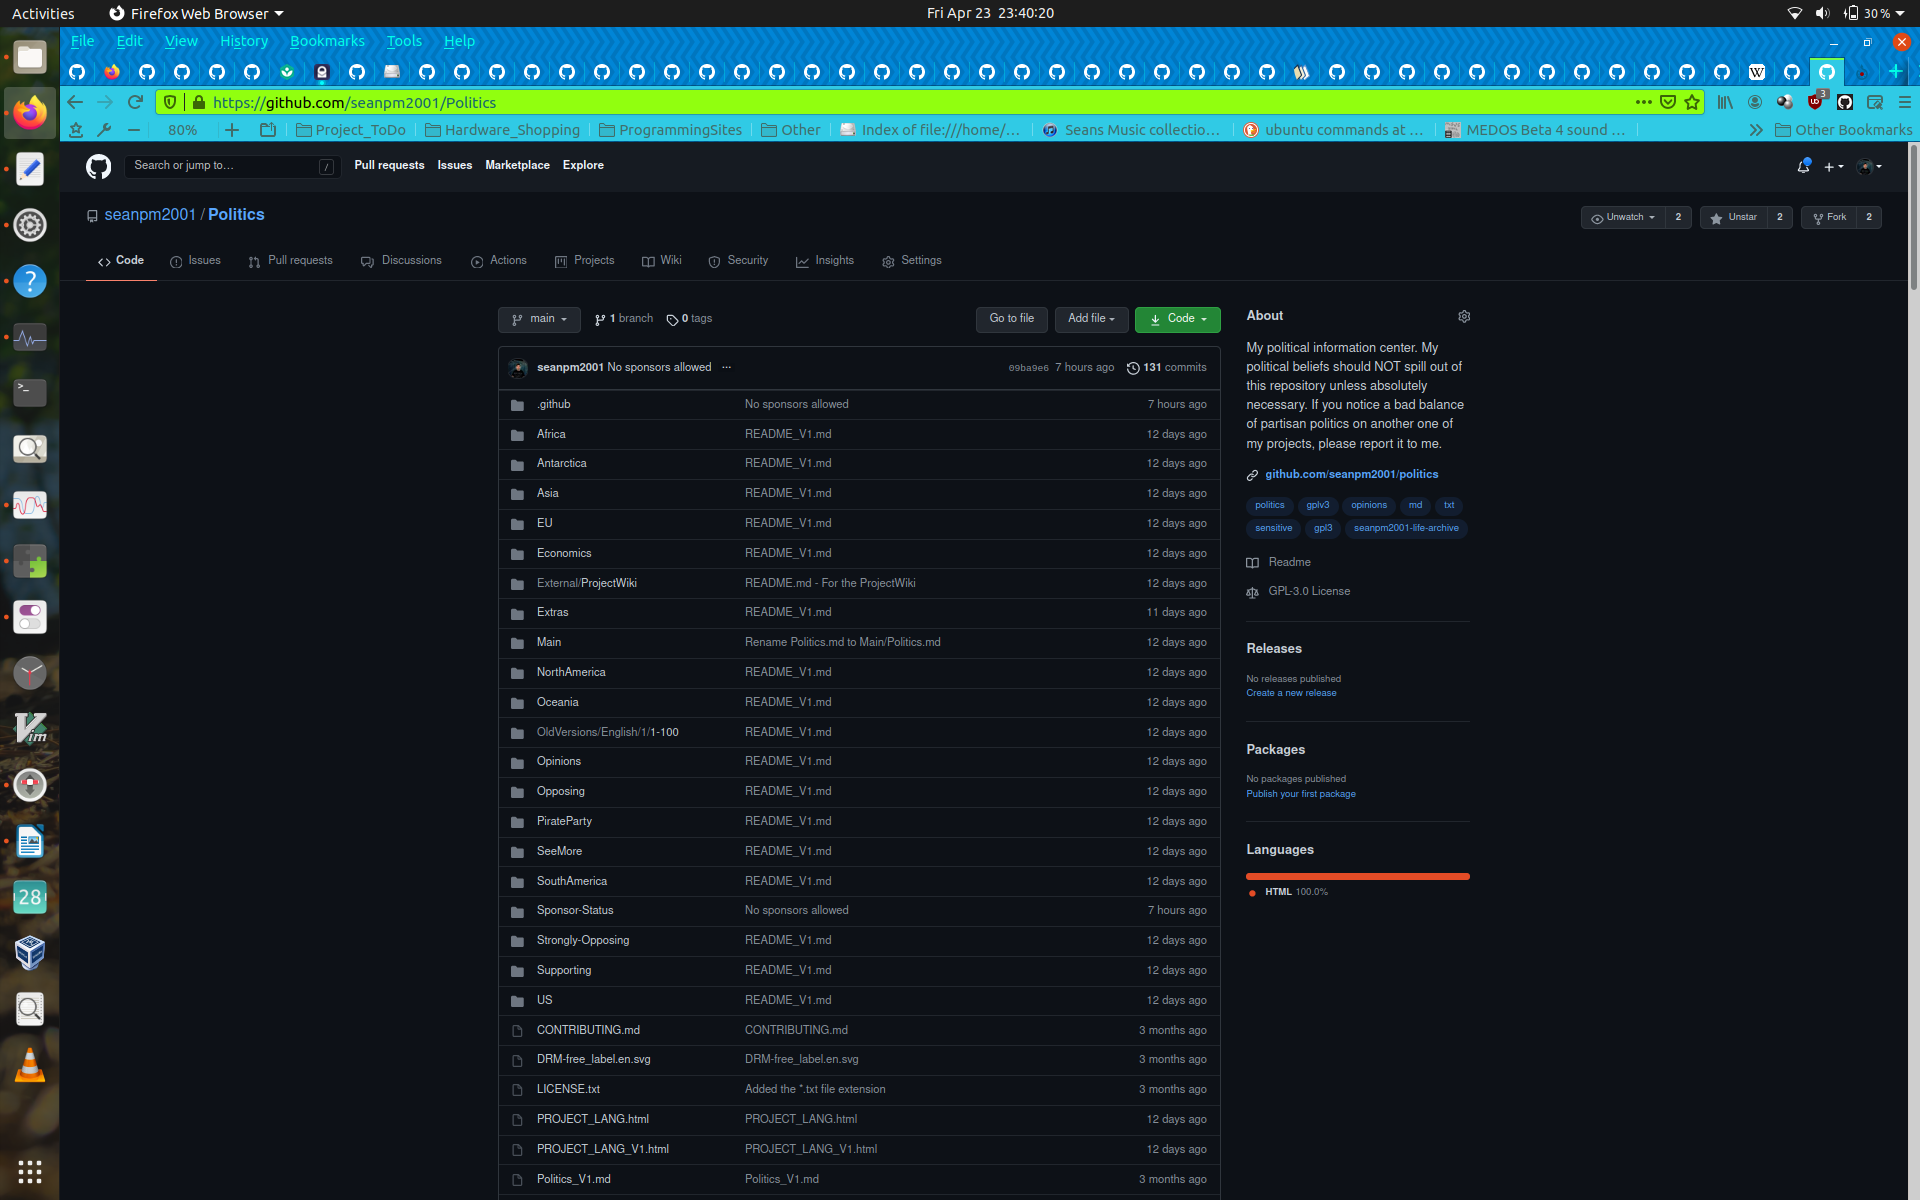 Activities
Firefox Web Browser
Fri Apr 23 23:40:20
30 %
File Edit View History Bookmarks Tools Help
https://github.com/seanpm2001/Politics
3
80%
Project_ToDo
Hardware_Shopping
ProgrammingSites
Other
Index of file:///home/...
Seans Music collectio...
ubuntu commands at ...
MEDOS Beta 4 sound ...
Other Bookmarks
Search or jump to... /
Pull requests Issues Marketplace Explore
seanpm2001 / Politics
Unwatch 2
Unstar 2
Fork 2
Code
Issues
Pull requests
Discussions
Actions
Projects
Wiki
Security
Insights
Settings
main
1 branch
0 tags
Go to file
Add file
Code
seanpm2001 No sponsors allowed ...
09ba9e6 7 hours ago
131 commits
.github No sponsors allowed 7 hours ago
Africa README_V1.md 12 days ago
Antarctica README_V1.md 12 days ago
Asia README_V1.md 12 days ago
EU README_V1.md 12 days ago
Economics README_V1.md 12 days ago
External/ProjectWiki README.md - For the ProjectWiki 12 days ago
Extras README_V1.md 11 days ago
Main Rename Politics.md to Main/Politics.md 12 days ago
NorthAmerica README_V1.md 12 days ago
Oceania README_V1.md 12 days ago
OldVersions/English/1/1-100 README_V1.md 12 days ago
Opinions README_V1.md 12 days ago
Opposing README_V1.md 12 days ago
PirateParty README_V1.md 12 days ago
SeeMore README_V1.md 12 days ago
SouthAmerica README_V1.md 12 days ago
Sponsor-Status No sponsors allowed 7 hours ago
Strongly-Opposing README_V1.md 12 days ago
Supporting README_V1.md 12 days ago
US README_V1.md 12 days ago
CONTRIBUTING.md CONTRIBUTING.md 3 months ago
DRM-free_label.en.svg DRM-free_label.en.svg 3 months ago
LICENSE.txt Added the *.txt file extension 3 months ago
PROJECT_LANG.html PROJECT_LANG.html 12 days ago
PROJECT_LANG_V1.html PROJECT_LANG_V1.html 12 days ago
Politics_V1.md Politics_V1.md 3 months ago
About
My political information center. My
political beliefs should NOT spill out of
this repository unless absolutely
necessary. If you notice a bad balance
of partisan politics on another one of
my projects, please report it to me.
github.com/seanpm2001/politics
politics gplv3 opinions md txt
sensitive gpl3 seanpm2001-life-archive
Readme
GPL-3.0 License
Releases
No releases published
Create a new release
Packages
No packages published
Publish your first package
Languages
HTML 100.0%
28